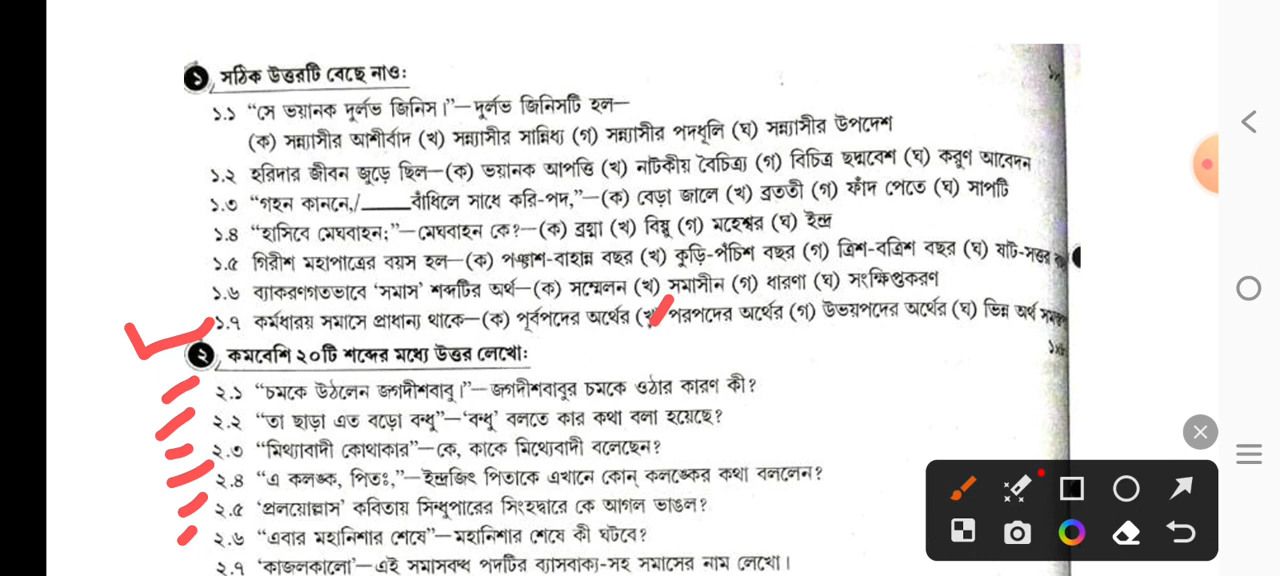 ১ সঠিক উত্তরটি বেছে নাও:
১.১ “সে ভয়ানক দুর্লভ জিনিস।”—দুর্লভ জিনিসটি হল—
(ক) সন্ন্যাসীর আশীর্বাদ (খ) সন্ন্যাসীর সান্নিধ্য (গ) সন্ন্যাসীর পদধূলি (ঘ) সন্ন্যাসীর উপদেশ
১.২ হরিদার জীবন জুড়ে ছিল—(ক) ভয়ানক আপত্তি (খ) নাটকীয় বৈচিত্র্য (গ) বিচিত্র ছদ্মবেশ (ঘ) করুণ আবেদন
১.৩ “গহন কাননে,/_____বাঁধিলে সাধে করি-পদ,”—(ক) বেড়া জালে (খ) ব্রততী (গ) ফাঁদ পেতে (ঘ) সাপটি
১.৪ “হাসিবে মেঘবাহন;”—মেঘবাহন কে?—(ক) ব্রহ্মা (খ) বিষ্ণু (গ) মহেশ্বর (ঘ) ইন্দ্র
১.৫ গিরীশ মহাপাত্রের বয়স হল—(ক) পঞ্চাশ-বাহান্ন বছর (খ) কুড়ি-পঁচিশ বছর (গ) ত্রিশ-বত্রিশ বছর (ঘ) ষাট-সত্তর
১.৬ ব্যাকরণগতভাবে ‘সমাস’ শব্দটির অর্থ—(ক) সম্মেলন (খ) সমাসীন (গ) ধারণা (ঘ) সংক্ষিপ্তকরণ
১.৭ কর্মধারয় সমাসে প্রাধান্য থাকে—(ক) পূর্বপদের অর্থের (খ) পরপদের অর্থের (গ) উভয়পদের অর্থের (ঘ) ভিন্ন অর্থ
২ কমবেশি ২০টি শব্দের মধ্যে উত্তর লেখো:
২.১ “চমকে উঠলেন জগদীশবাবু।”—জগদীশবাবুর চমকে ওঠার কারণ কী?
২.২ “তা ছাড়া এত বড়ো বন্ধু”—‘বন্ধু’ বলতে কার কথা বলা হয়েছে?
২.৩ “মিথ্যাবাদী কোথাকার”—কে, কাকে মিথ্যেবাদী বলেছেন?
২.৪ “এ কলঙ্ক, পিতঃ,”—ইন্দ্রজিৎ পিতাকে এখানে কোন্ কলঙ্কের কথা বললেন?
২.৫ ‘প্রলয়োল্লাস’ কবিতায় সিন্ধুপারের সিংহদ্বারে কে আগল ভাঙল?
২.৬ “এবার মহানিশার শেষে”—মহানিশার শেষে কী ঘটবে?
২.৭ ‘কাজলকালো’—এই সমাসবদ্ধ পদটির ব্যাসবাক্য-সহ সমাসের নাম লেখো।